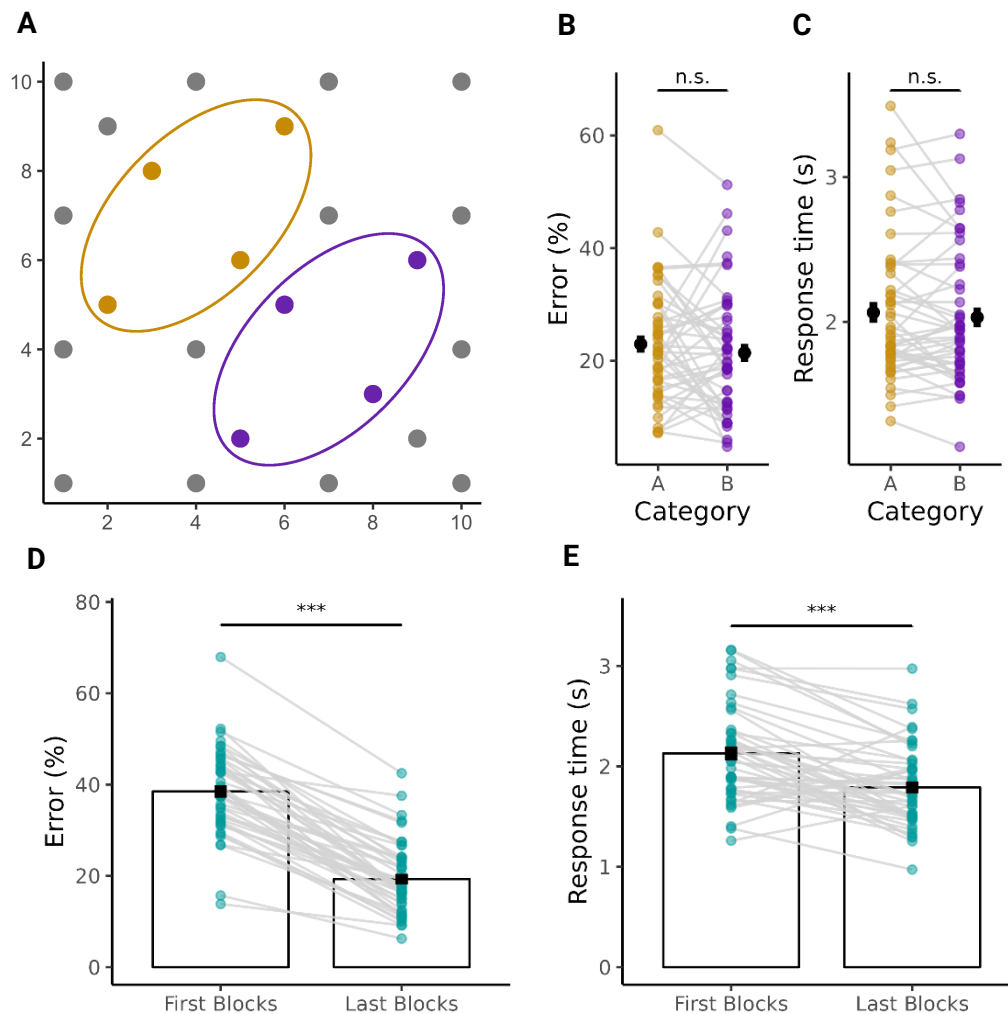 A
10
8
6
4
2
2 4 6 8 10
B
n.s.
60
40
20
Error (%)
A B
Category
C
n.s.
3
2
Response time (s)
A B
Category
D
80
60
40
20
0
Error (%)
***
First Blocks Last Blocks
E
3
2
1
0
Response time (s)
***
First Blocks Last Blocks